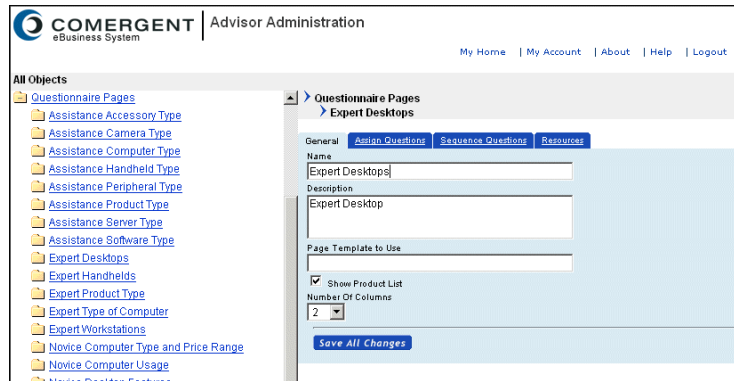 COMERGENT
eBusiness System
Advisor Administration
My Home | My Account | About | Help | Logout
All Objects
Questionnaire Pages
Assistance Accessory Type
Assistance Camera Type
Assistance Computer Type
Assistance Handheld Type
Assistance Peripheral Type
Assistance Product Type
Assistance Server Type
Assistance Software Type
Expert Desktops
Expert Handhelds
Expert Product Type
Expert Type of Computer
Expert Workstations
Novice Computer Type and Price Range
Novice Computer Usage
Novice Desktop Features
Questionnaire Pages
Expert Desktops
General Assign Questions Sequence Questions Resources
Name
Expert Desktops
Description
Expert Desktop
Page Template to Use
Show Product List
Number Of Columns
2
Save All Changes